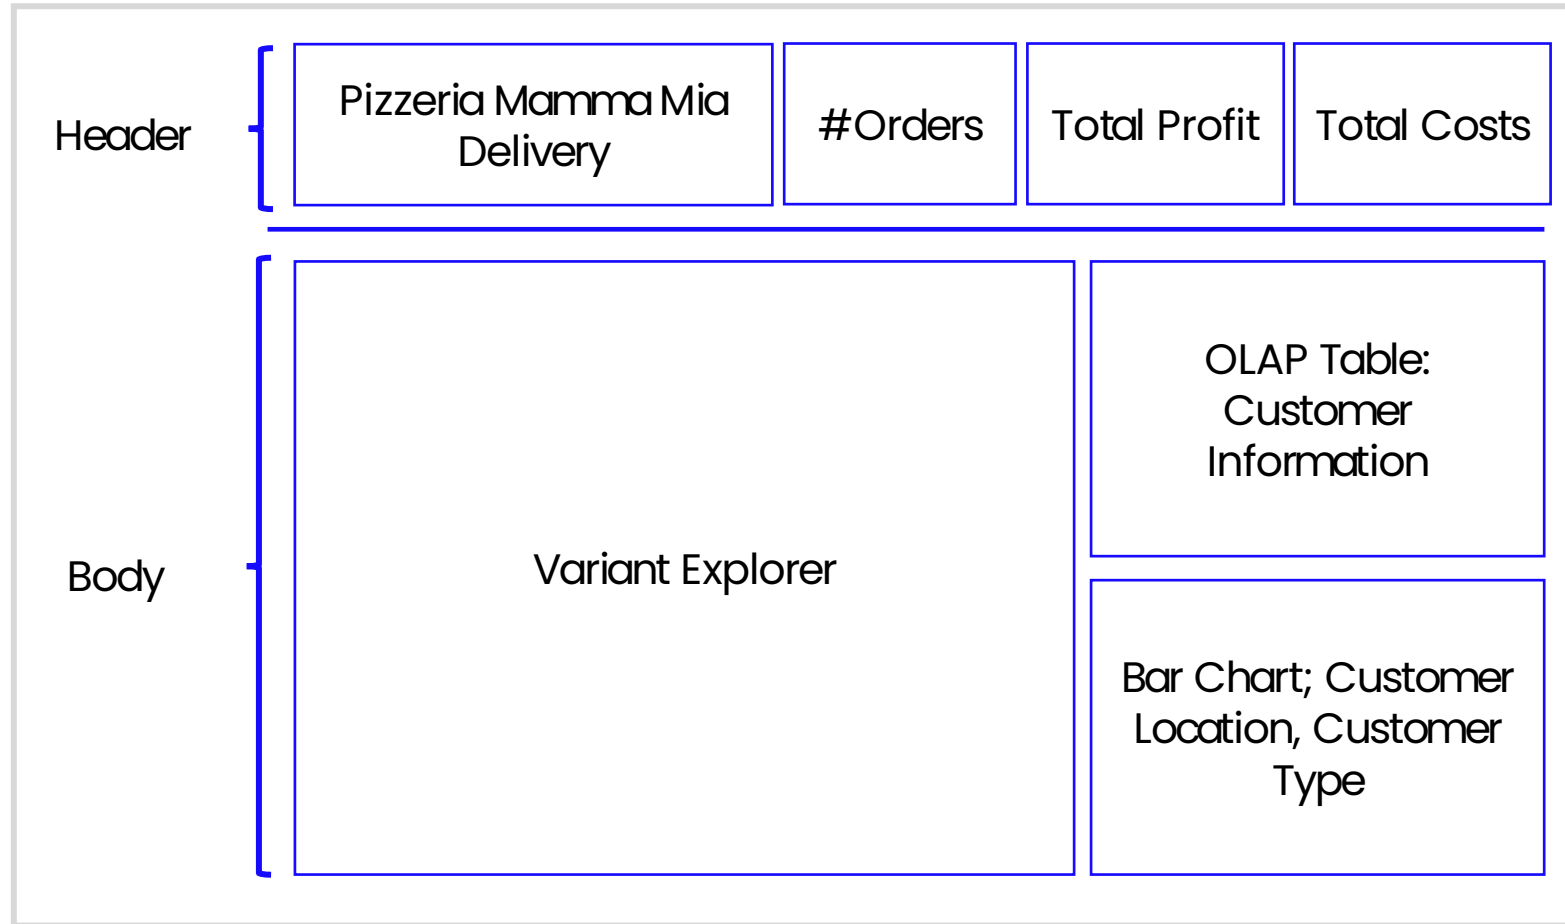 Header
Pizzeria Mamma Mia
Delivery
#Orders
Total Profit
Total Costs
Body
Variant Explorer
OLAP Table:
Customer
Information
Bar Chart; Customer
Location, Customer
Type